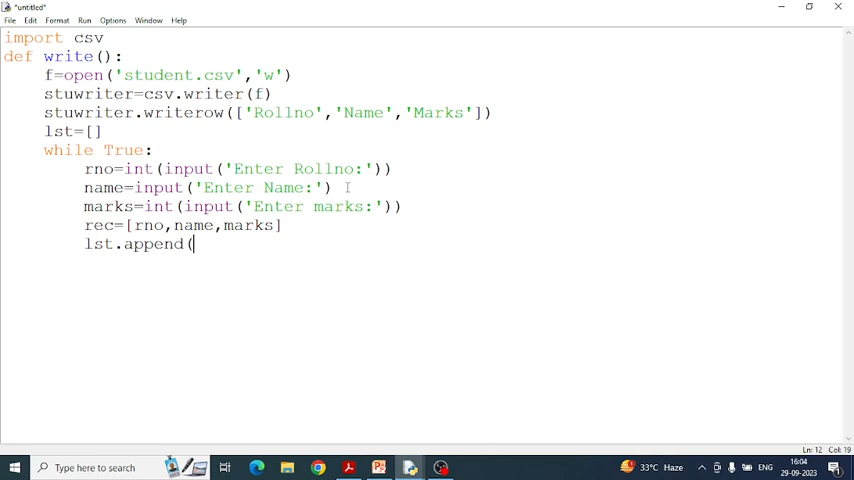 *untitled*
File Edit Format Run Options Window Help
import csv
def write():
    f=open('student.csv','w')
    stuwriter=csv.writer(f)
    stuwriter.writerow(['Rollno','Name','Marks'])
    lst=[]
    while True:
        rno=int(input('Enter Rollno:'))
        name=input('Enter Name:')
        marks=int(input('Enter marks:'))
        rec=[rno,name,marks]
        lst.append(
Ln: 12 Col: 19
Type here to search
33°C Haze
ENG
16:04
29-09-2023